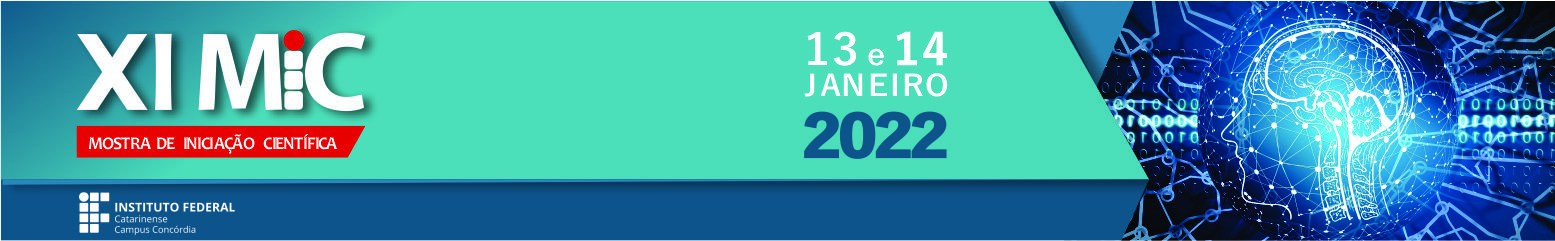 XI MiC
MOSTRA DE INICIAÇÃO CIENTÍFICA
INSTITUTO FEDERAL
Catarinense
Campus Concórdia
13 e 14
JANEIRO
2022